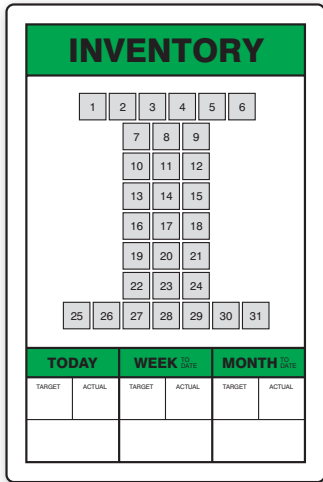 INVENTORY
1 2 3 4 5 6
7 8 9
10 11 12
13 14 15
16 17 18
19 20 21
22 23 24
25 26 27 28 29 30 31
TODAY WEEK TO DATE MONTH TO DATE
TARGET ACTUAL TARGET ACTUAL TARGET ACTUAL